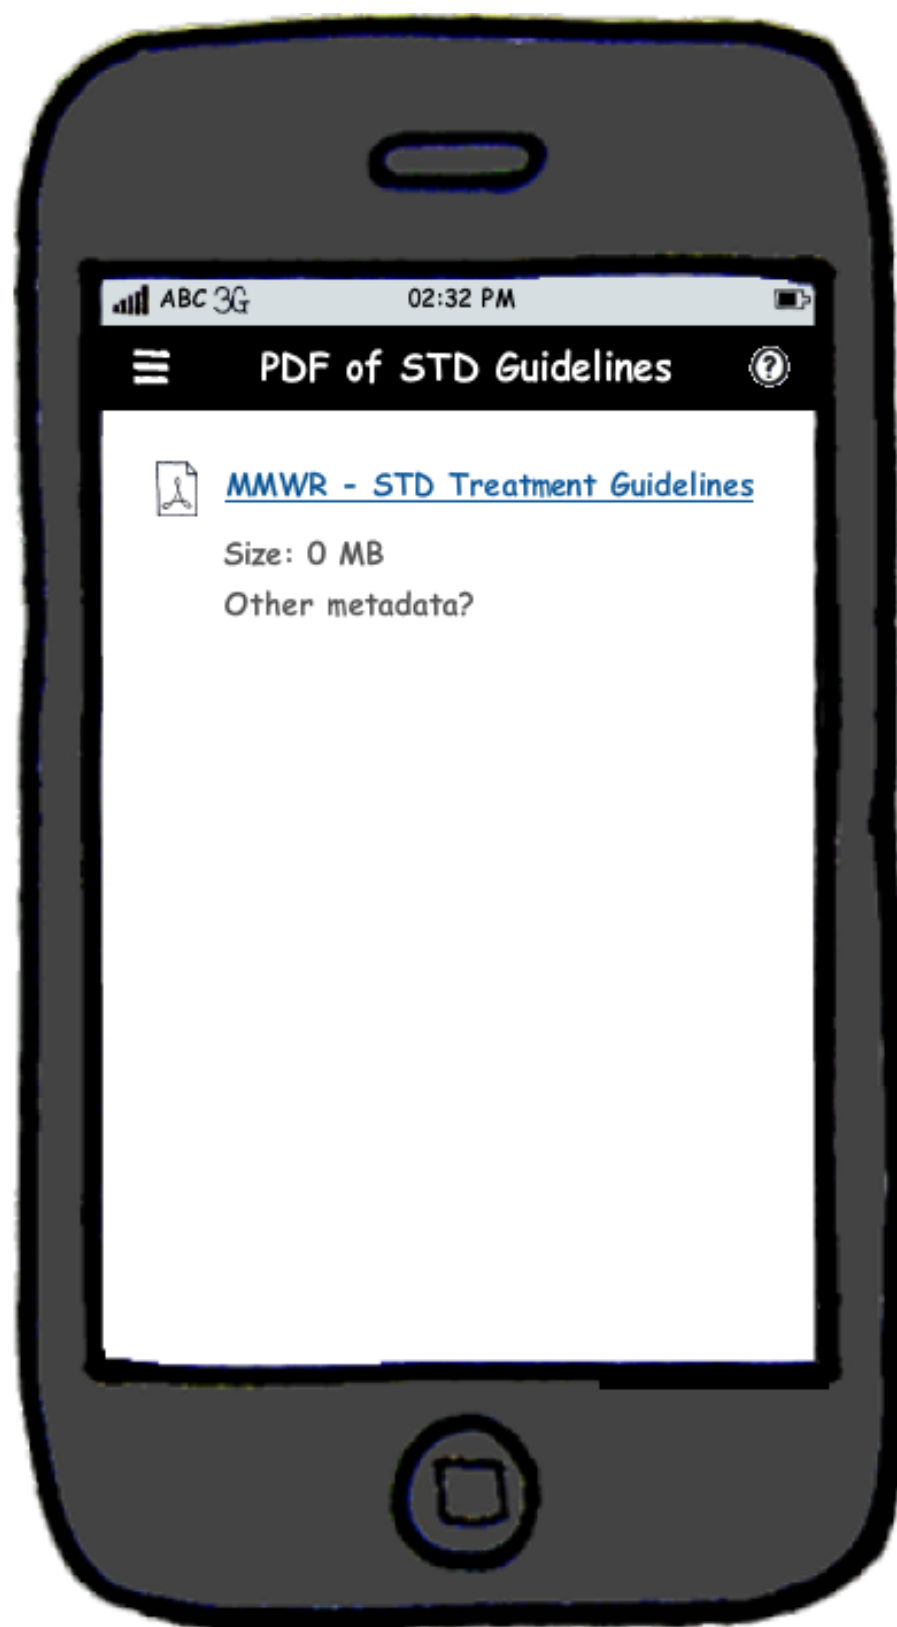 ABC 3G 02:32 PM
PDF of STD Guidelines ?
MMWR - STD Treatment Guidelines
Size: 0 MB
Other metadata?